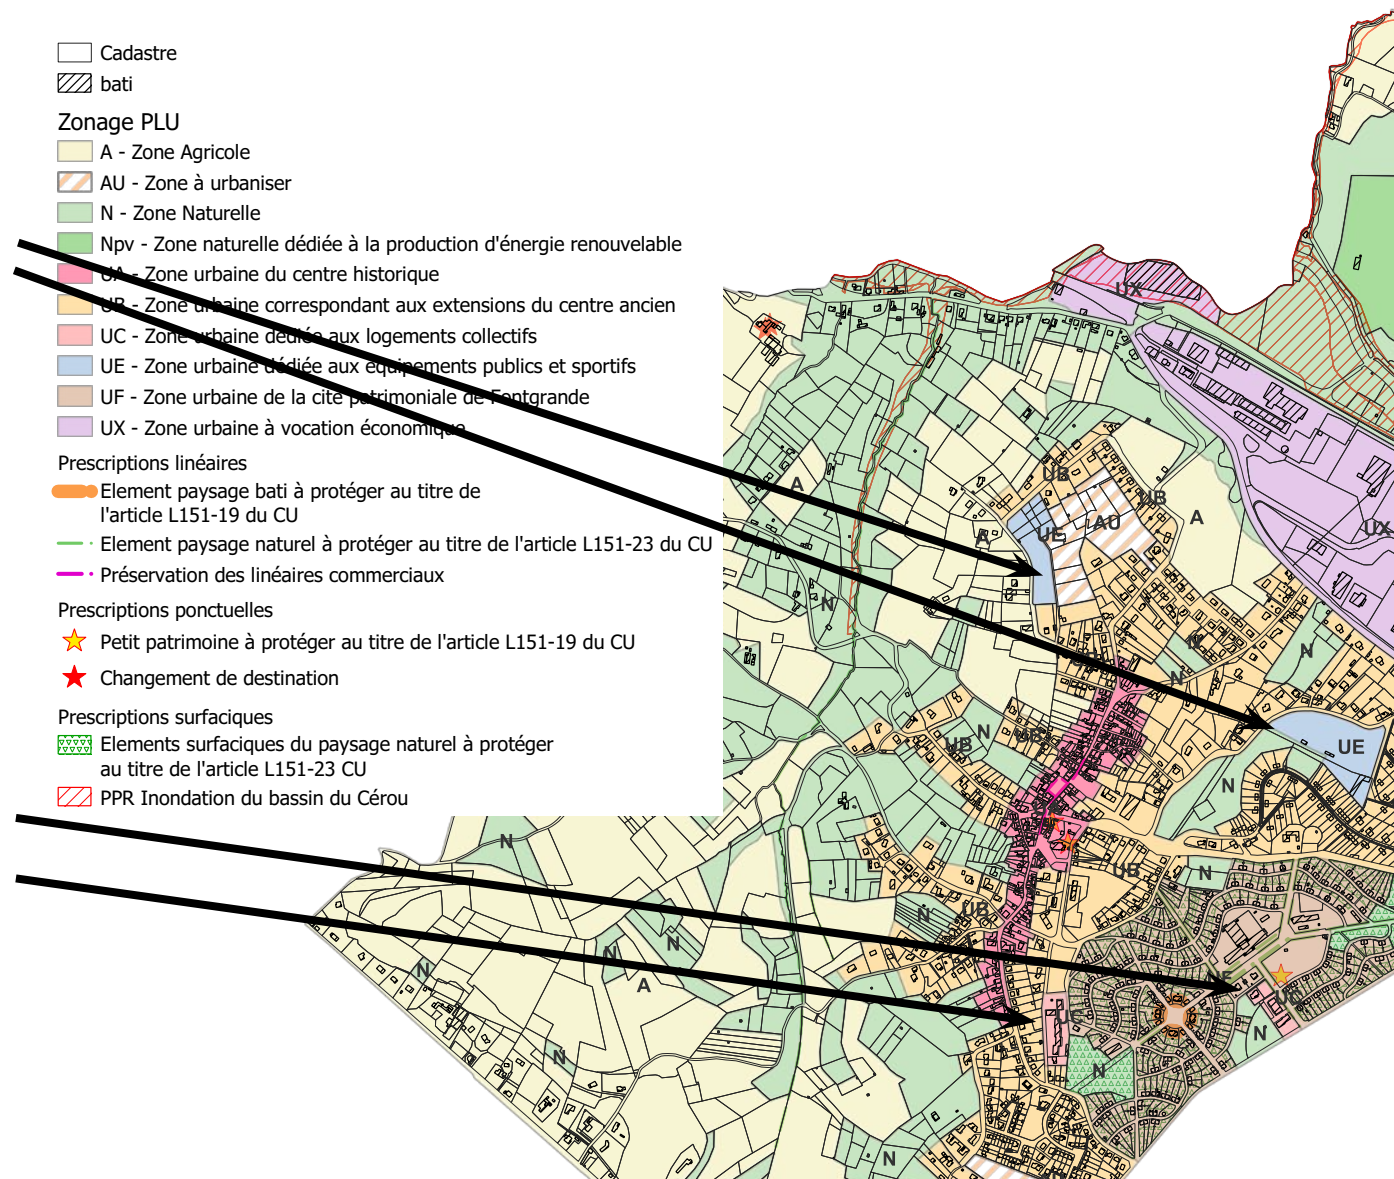 Cadastre
bati
Zonage PLU
A - Zone Agricole
AU - Zone à urbaniser
N - Zone Naturelle
Npv - Zone naturelle dédiée à la production d'énergie renouvelable
UA - Zone urbaine du centre historique
UB - Zone urbaine correspondant aux extensions du centre ancien
UC - Zone urbaine dédiée aux logements collectifs
UE - Zone urbaine dédiée aux équipements publics et sportifs
UF - Zone urbaine de la cité patrimoniale de Fontgrande
UX - Zone urbaine à vocation économique
Prescriptions linéaires
Element paysage bati à protéger au titre de
l'article L151-19 du CU
Element paysage naturel à protéger au titre de l'article L151-23 du CU
Préservation des linéaires commerciaux
Prescriptions ponctuelles
Petit patrimoine à protéger au titre de l'article L151-19 du CU
Changement de destination
Prescriptions surfaciques
Elements surfaciques du paysage naturel à protéger
au titre de l'article L151-23 CU
PPR Inondation du bassin du Cérou
UX
UB
A
UB
A
AU
UX
UE
A
N
N
N
N
N
UB
UE
N
N
UB
N
N
UB
N
N
N
A
UC
UC
N
N
N
N
N